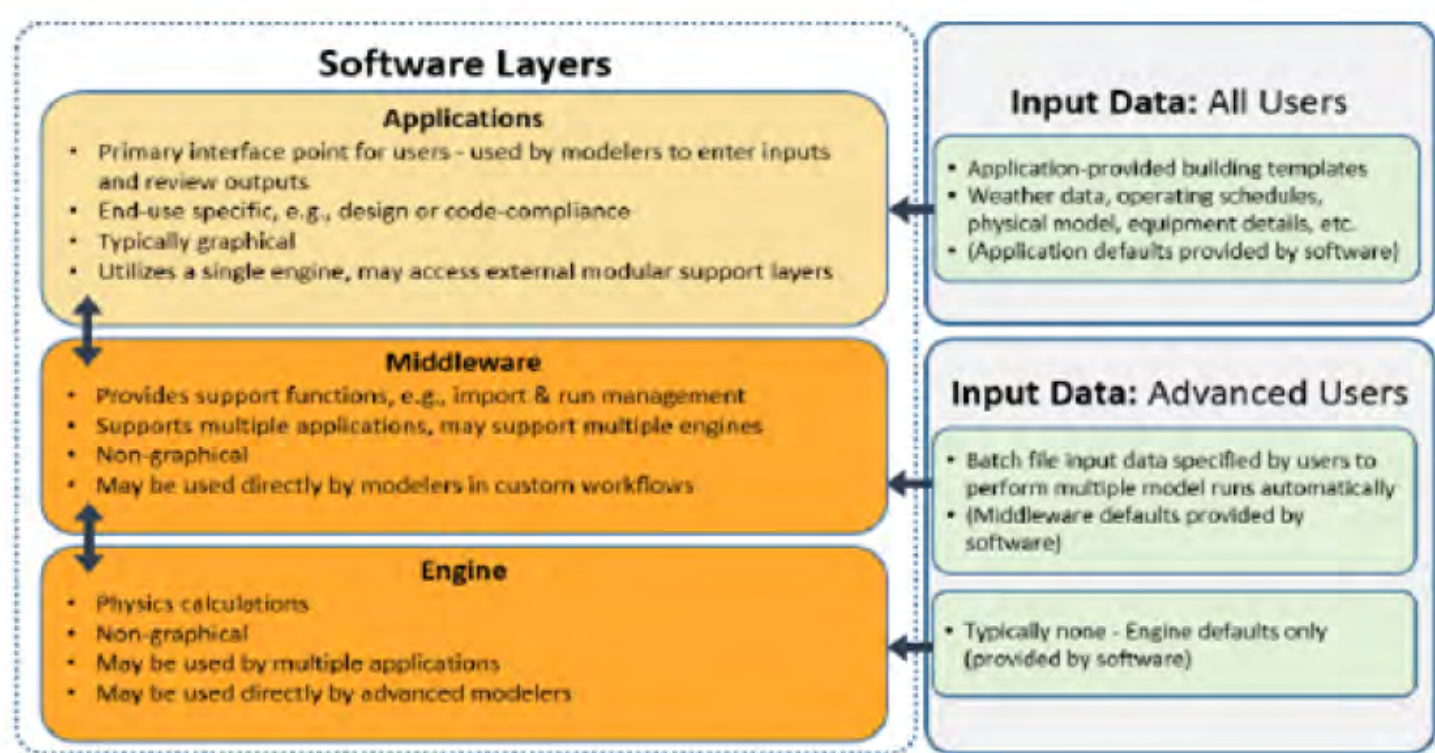 Software Layers
Applications
• Primary interface point for users - used by modelers to enter inputs
and review outputs
• End-use specific, e.g., design or code-compliance
• Typically graphical
• Utilizes a single engine, may access external modular support layers
Middleware
• Provides support functions, e.g., import & run management
• Supports multiple applications, may support multiple engines
• Non-graphical
• May be used directly by modelers in custom workflows
Engine
• Physics calculations
• Non-graphical
• May be used by multiple applications
• May be used directly by advanced modelers
Input Data: All Users
• Application-provided building templates
• Weather data, operating schedules,
physical model, equipment details, etc.
• (Application defaults provided by software)
Input Data: Advanced Users
• Batch file input data specified by users to
perform multiple model runs automatically
• (Middleware defaults provided by
software)
• Typically none - Engine defaults only
(provided by software)